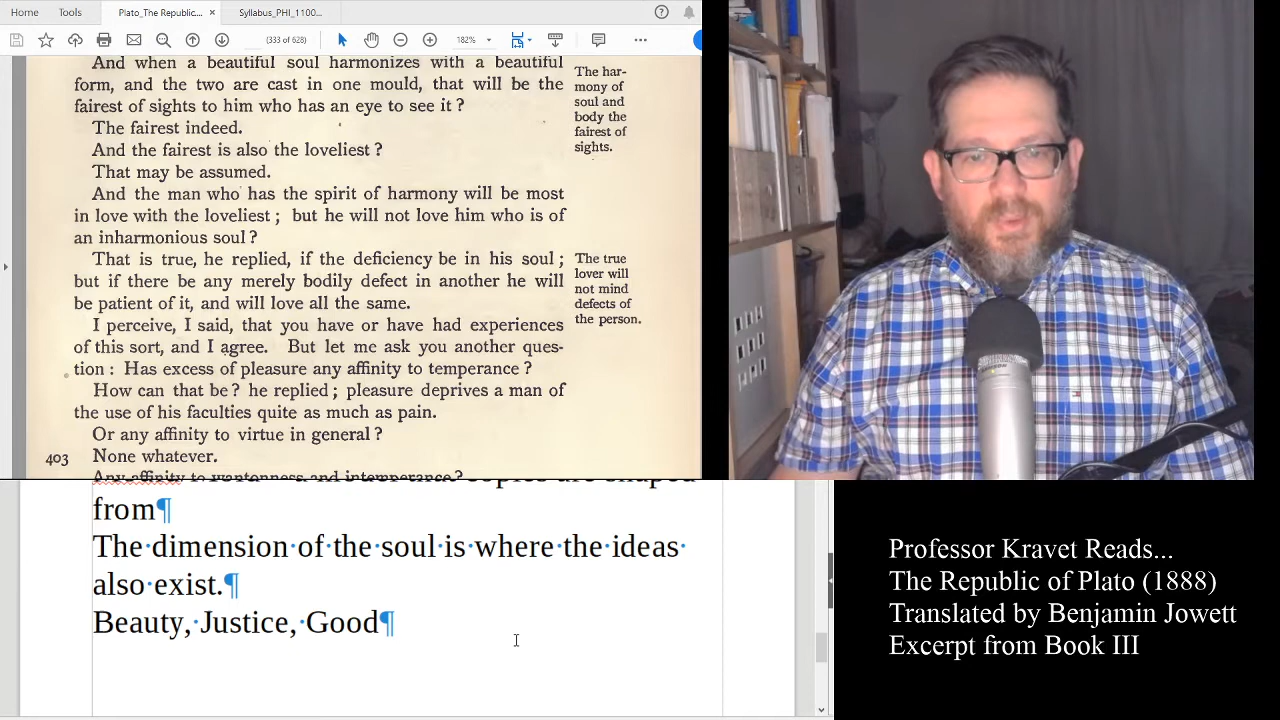 Home Tools Plato_The Republic.... × Syllabus_PHI_1100...
(333 of 628) 182%
And when a beautiful soul harmonizes with a beautiful
form, and the two are cast in one mould, that will be the
fairest of sights to him who has an eye to see it?
The fairest indeed.
And the fairest is also the loveliest?
That may be assumed.
And the man who has the spirit of harmony will be most
in love with the loveliest; but he will not love him who is of
an inharmonious soul?
That is true, he replied, if the deficiency be in his soul;
but if there be any merely bodily defect in another he will
be patient of it, and will love all the same.
I perceive, I said, that you have or have had experiences
of this sort, and I agree. But let me ask you another ques-
tion: Has excess of pleasure any affinity to temperance?
How can that be? he replied; pleasure deprives a man of
the use of his faculties quite as much as pain.
Or any affinity to virtue in general?
403 None whatever.
Any affinity to wantonness and intemperance?
The har-
mony of
soul and
body the
fairest of
sights.
The true
lover will
not mind
defects of
the person.
copies are shaped
from¶
The·dimension·of·the·soul·is·where·the·ideas·
also·exist.¶
Beauty,·Justice,·Good¶
Professor Kravet Reads...
The Republic of Plato (1888)
Translated by Benjamin Jowett
Excerpt from Book III